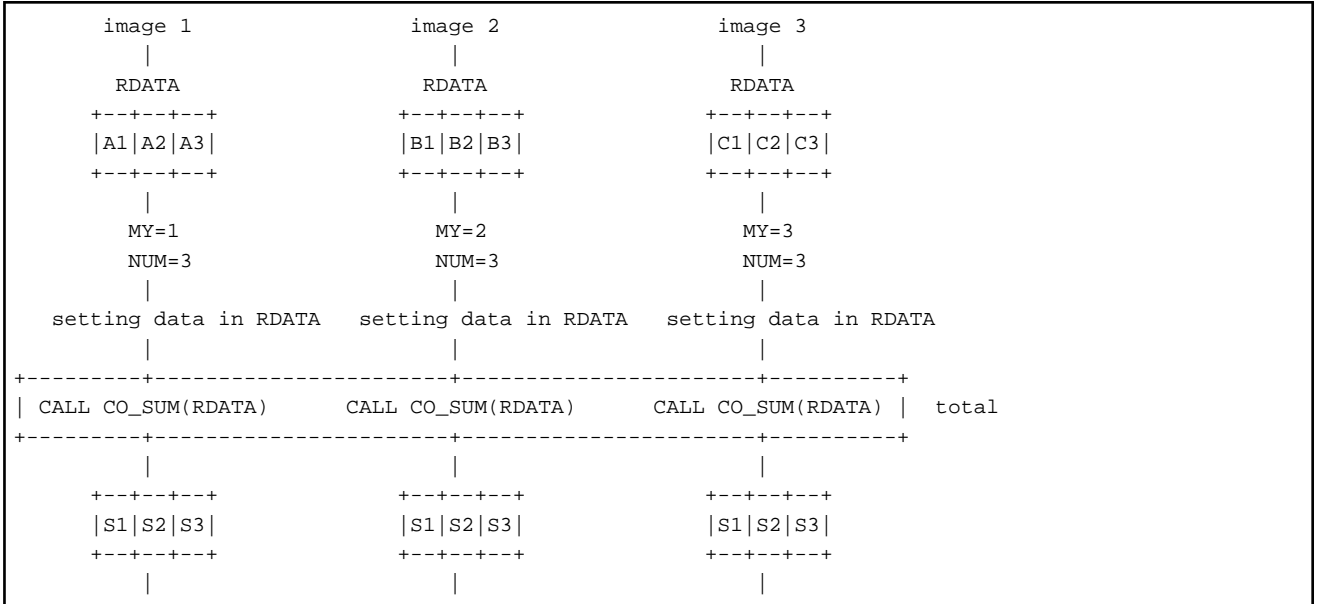 image 1                  image 2                  image 3
|                        |                        |
RDATA                    RDATA                    RDATA
+--+--+--+               +--+--+--+               +--+--+--+
|A1|A2|A3|               |B1|B2|B3|               |C1|C2|C3|
+--+--+--+               +--+--+--+               +--+--+--+
|                        |                        |
MY=1                     MY=2                     MY=3
NUM=3                    NUM=3                    NUM=3
|                        |                        |
setting data in RDATA   setting data in RDATA   setting data in RDATA
|                        |                        |
+---------+-----------------------+-----------------------+----------+
| CALL CO_SUM(RDATA)      CALL CO_SUM(RDATA)      CALL CO_SUM(RDATA) |  total
+---------+-----------------------+-----------------------+----------+
|                        |                        |
+--+--+--+               +--+--+--+               +--+--+--+
|S1|S2|S3|               |S1|S2|S3|               |S1|S2|S3|
+--+--+--+               +--+--+--+               +--+--+--+
|                        |                        |